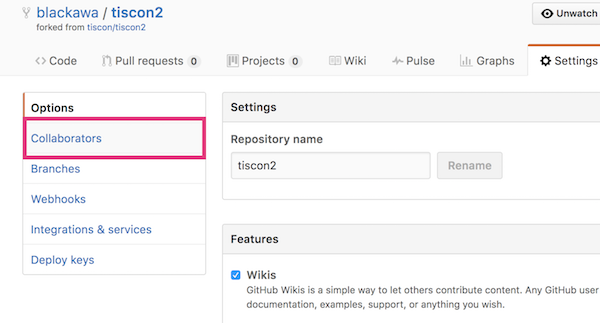 blackawa / tiscon2
Unwatch
forked from tiscon/tiscon2
Code
Pull requests 0
Projects 0
Wiki
Pulse
Graphs
Settings
Options
Collaborators
Branches
Webhooks
Integrations & services
Deploy keys
Settings
Repository name
tiscon2
Rename
Features
Wikis
GitHub Wikis is a simple way to let others contribute content. Any GitHub user
documentation, examples, support, or anything you wish.